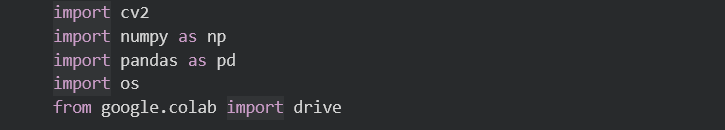 import cv2
import numpy as np
import pandas as pd
import os
from google.colab import drive